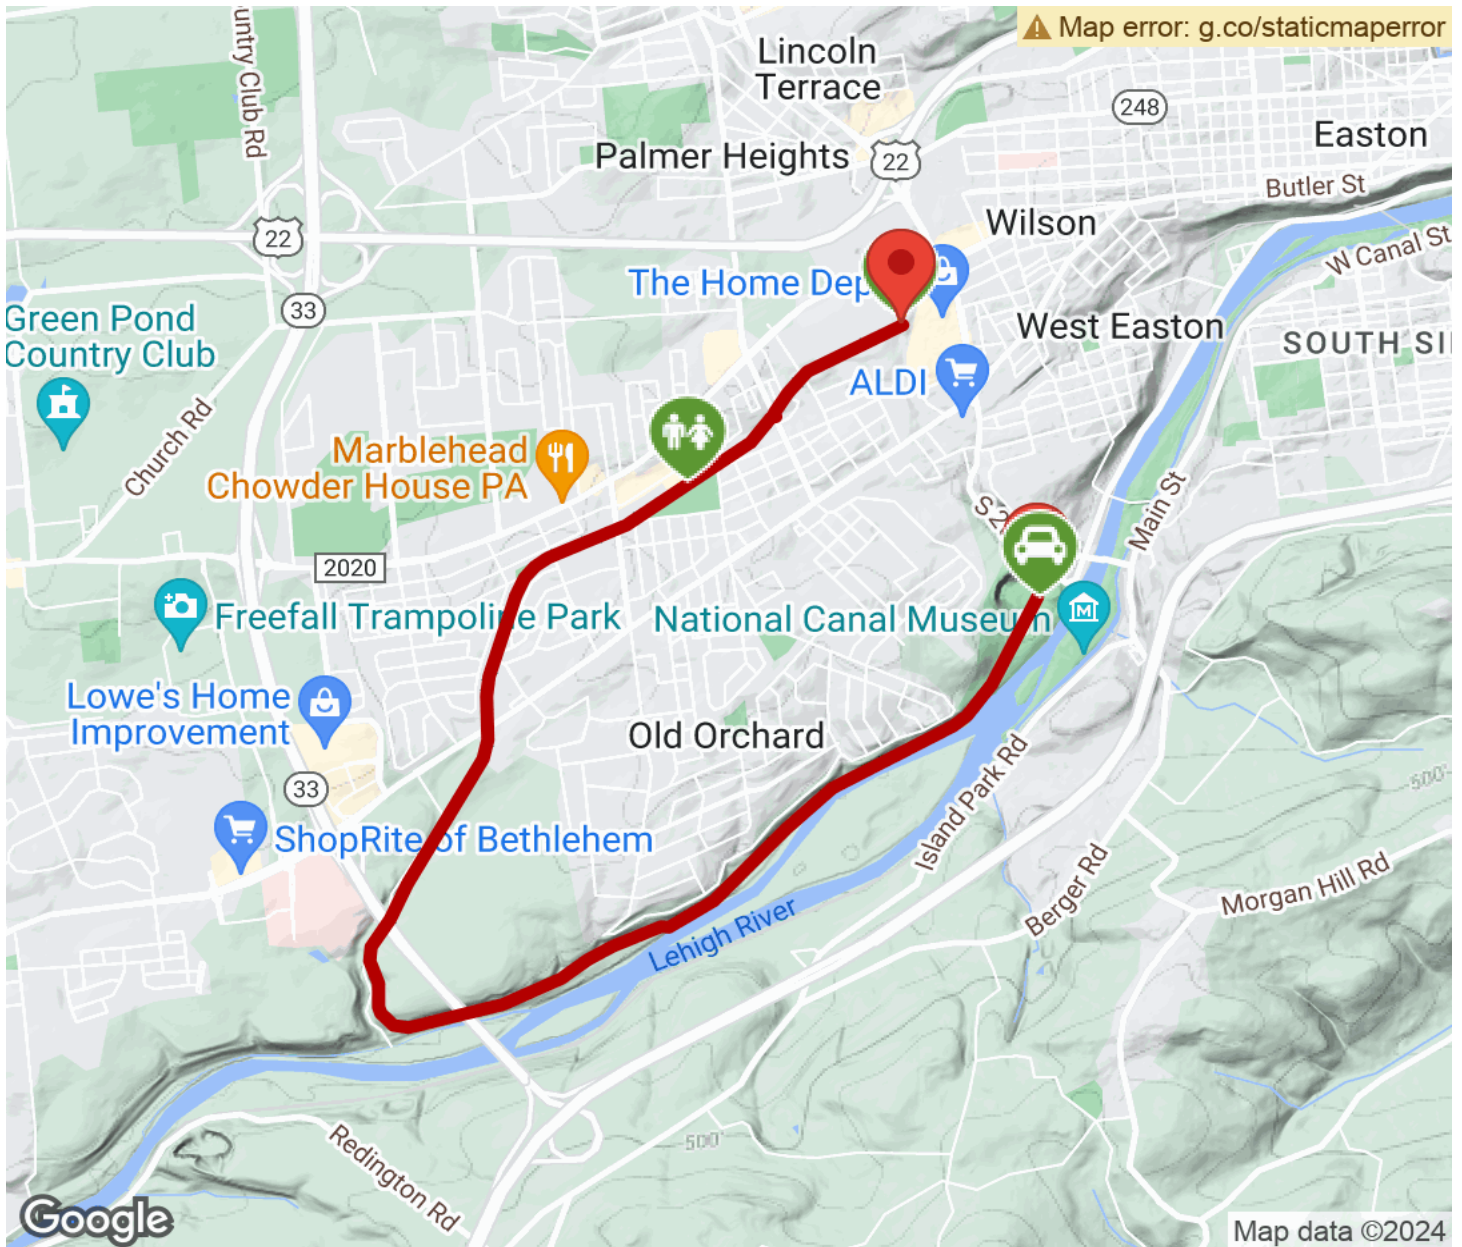 Map error: g.co/staticmaperror
Lincoln
Terrace
248
Easton
Palmer Heights
22
Butler St
Wilson
22
W Canal St
The Home Dep
33
Green Pond
Country Club
West Easton
SOUTH SI
ALDI
Church Rd
Marblehead
Chowder House PA
Main St
2020
Freefall Trampoline Park
National Canal Museum
M
Lowe's Home
Improvement
Old Orchard
33
Island Park Rd
500'
ShopRite of Bethlehem
Berger Rd
Morgan Hill Rd
Lehigh River
500'
Redington Rd
Google
Map data ©2024